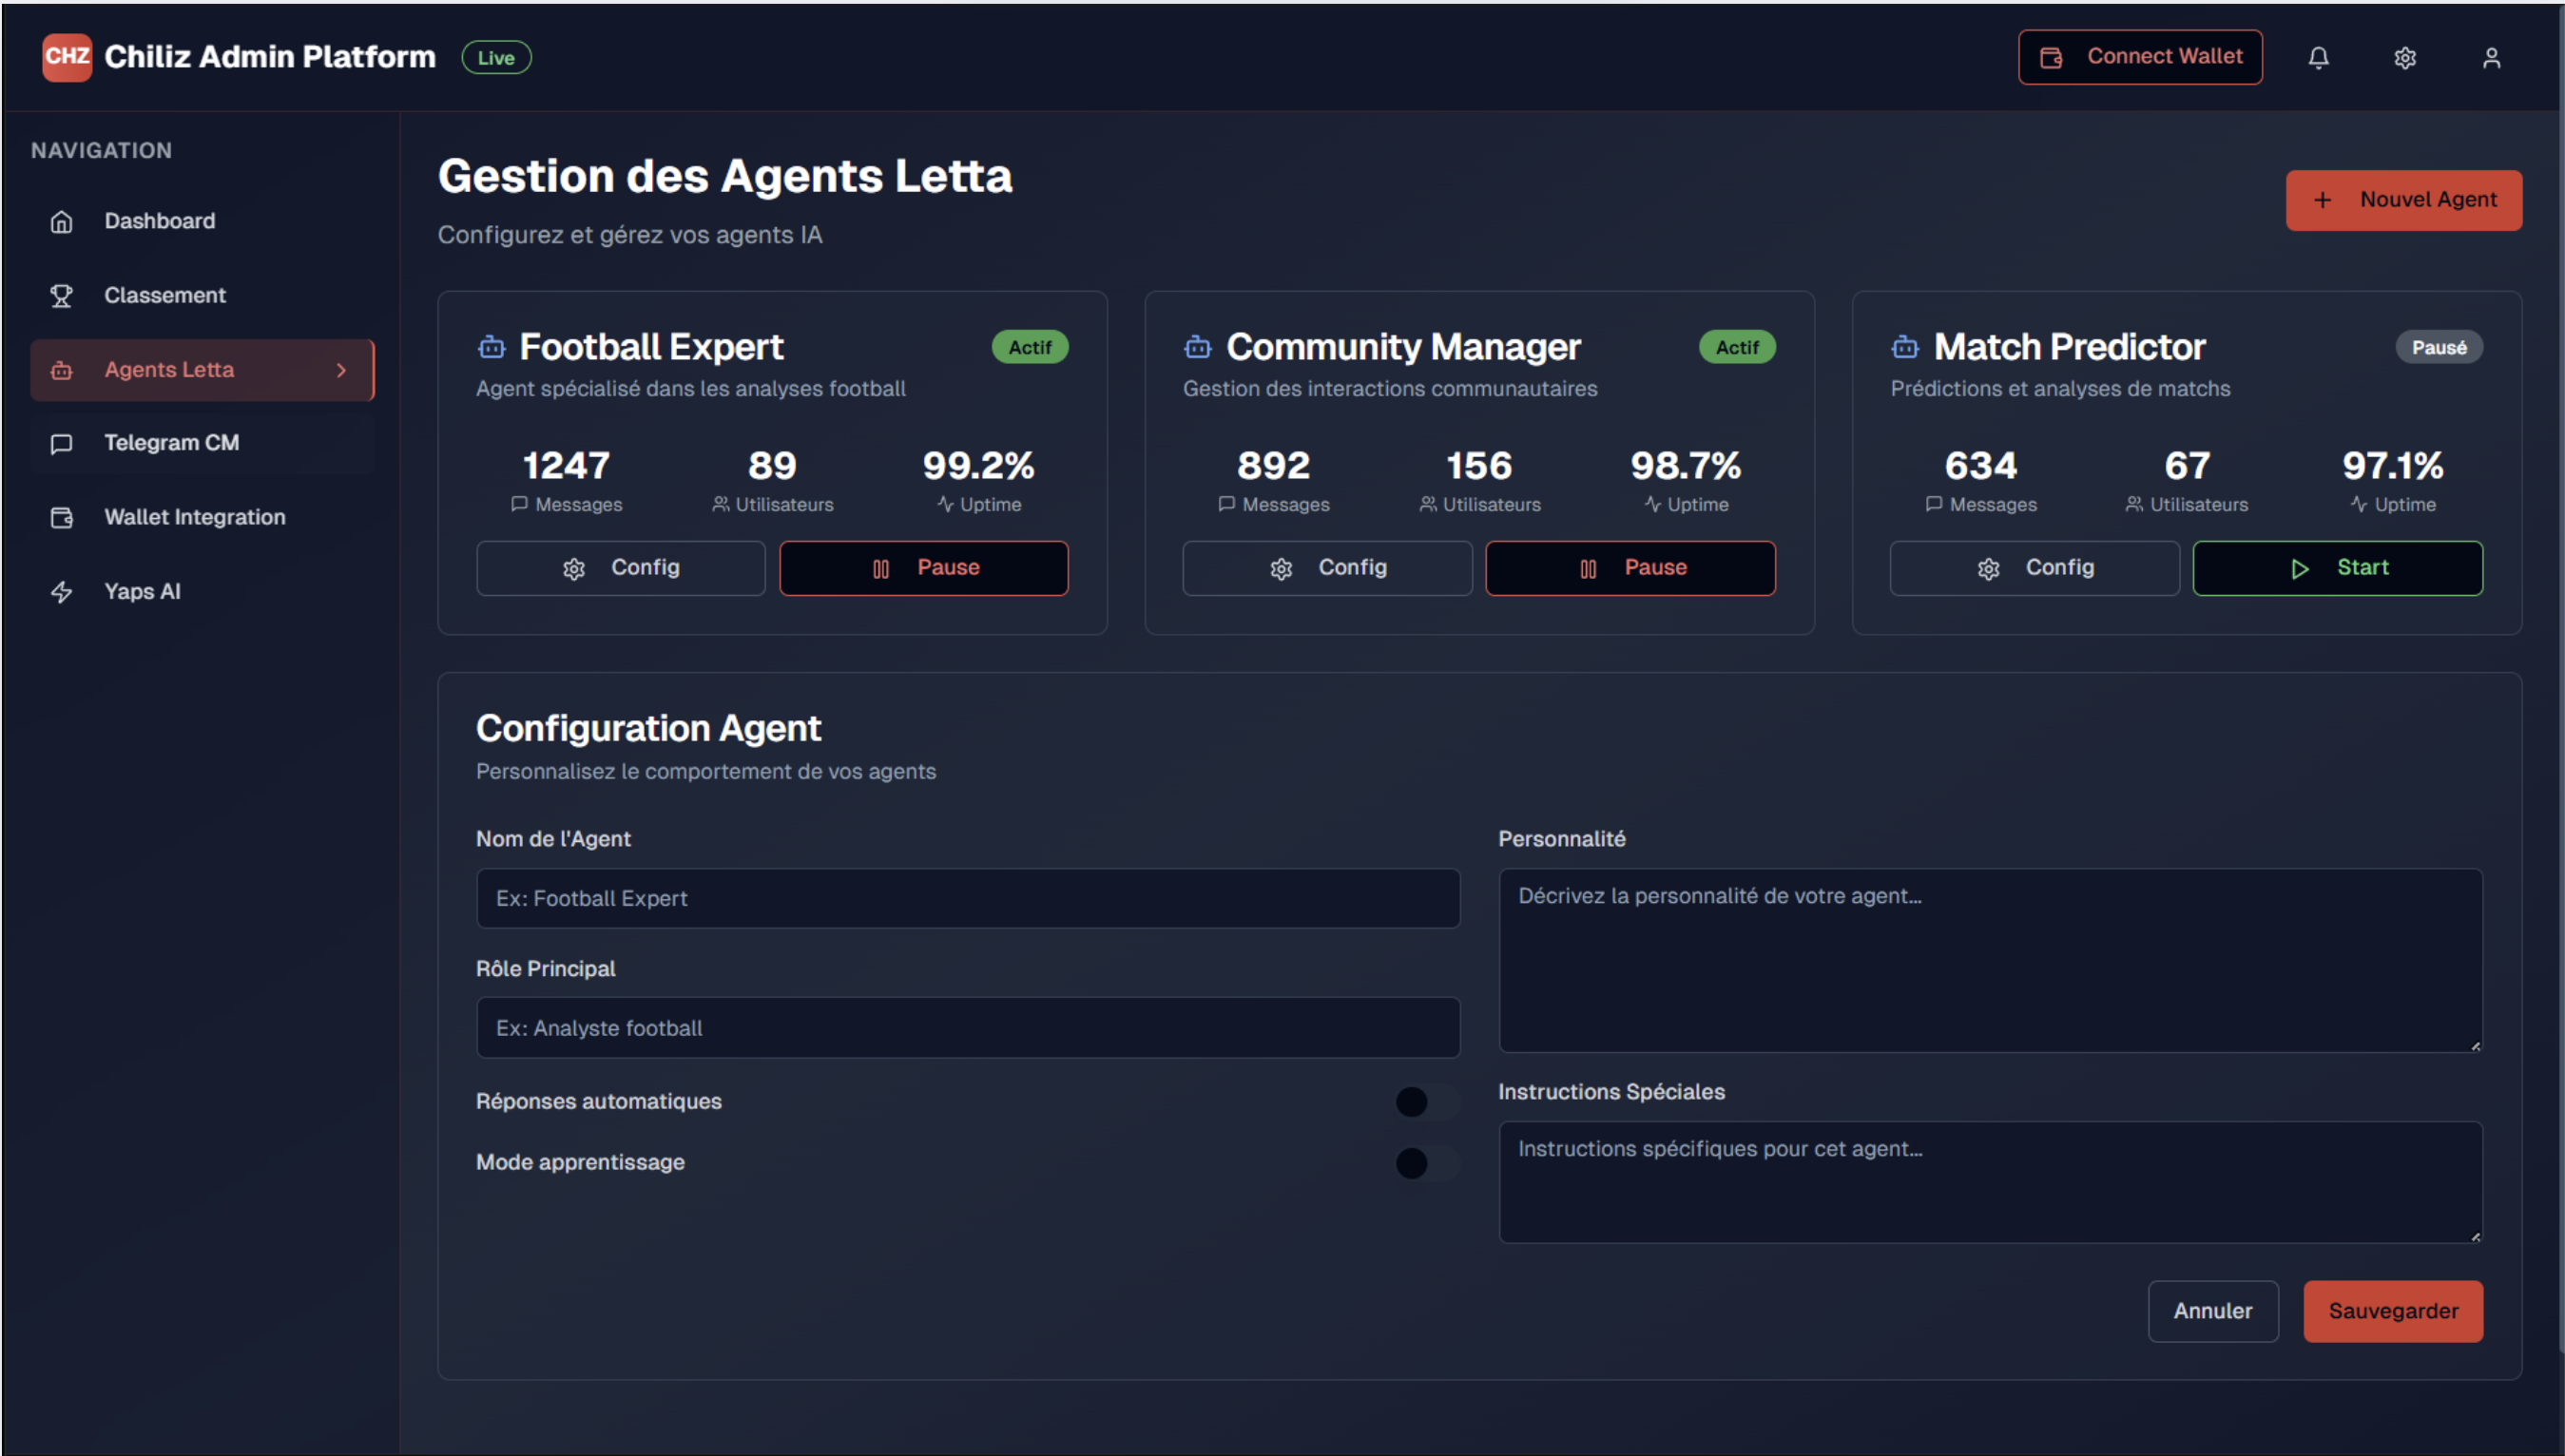 CHZ Chiliz Admin Platform Live
Connect Wallet
NAVIGATION
Dashboard
Classement
Agents Letta
Telegram CM
Wallet Integration
Yaps AI
Gestion des Agents Letta
Configurez et gérez vos agents IA
Nouvel Agent
Football Expert
Actif
Agent spécialisé dans les analyses football
1247
Messages
89
Utilisateurs
99.2%
Uptime
Config
Pause
Community Manager
Actif
Gestion des interactions communautaires
892
Messages
156
Utilisateurs
98.7%
Uptime
Config
Pause
Match Predictor
Pausé
Prédictions et analyses de matchs
634
Messages
67
Utilisateurs
97.1%
Uptime
Config
Start
Configuration Agent
Personnalisez le comportement de vos agents
Nom de l'Agent
Ex: Football Expert
Rôle Principal
Ex: Analyste football
Réponses automatiques
Mode apprentissage
Personnalité
Décrivez la personnalité de votre agent...
Instructions Spéciales
Instructions spécifiques pour cet agent...
Annuler
Sauvegarder